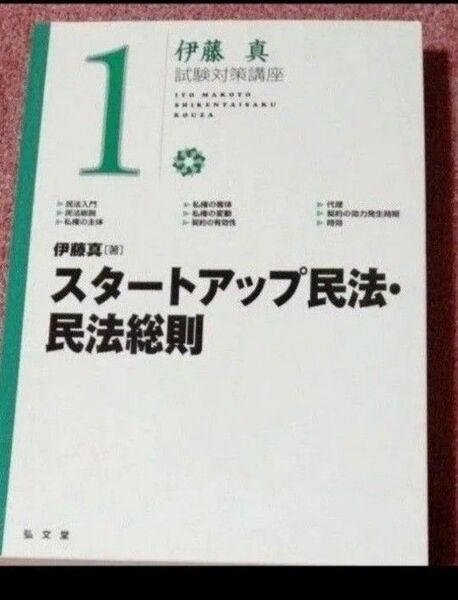 1
伊藤 真
試験対策講座
ITO MAKOTO
SHIKENTAISAKU
KOUZA
▶民法入門
▶民法総則
▶私権の主体
▶私権の客体
▶私権の変動
▶契約の有効性
▶代理
▶契約の効力発生時期
▶時効
伊藤真[著]
スタートアップ民法・
民法総則
弘文堂